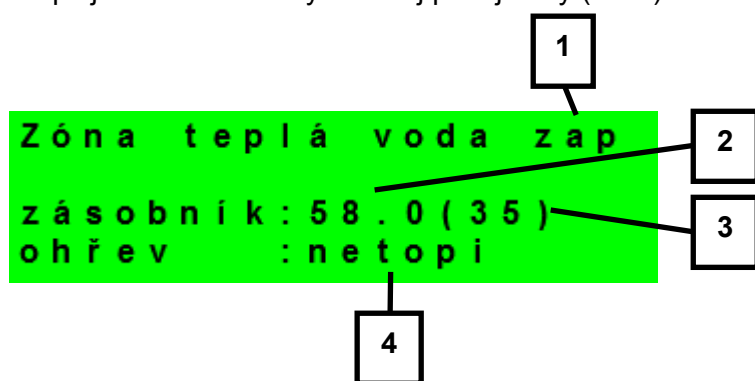 1
Zóna teplá voda zap
2
zásobník:58.0(35)
3
ohřev :netopi
4